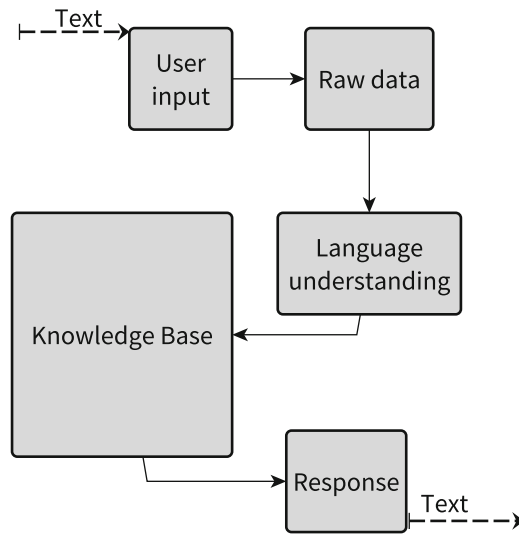 Text
User
input
Raw data
Language
understanding
Knowledge Base
Response
Text